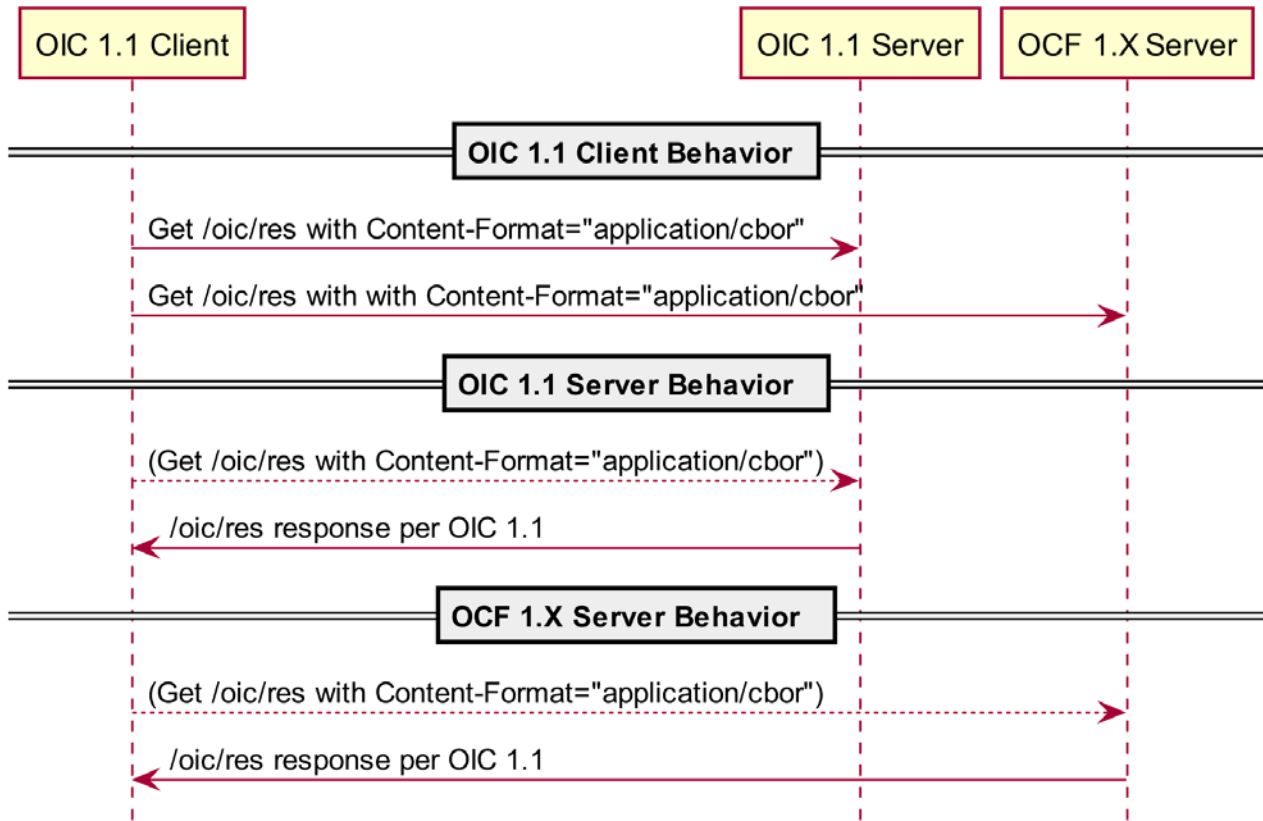 OIC 1.1 Client
OIC 1.1 Server
OCF 1.X Server
OIC 1.1 Client Behavior
Get /oic/res with Content-Format="application/cbor"
Get /oic/res with with Content-Format="application/cbor"
OIC 1.1 Server Behavior
(Get /oic/res with Content-Format="application/cbor")
/oic/res response per OIC 1.1
OCF 1.X Server Behavior
(Get /oic/res with Content-Format="application/cbor")
/oic/res response per OIC 1.1